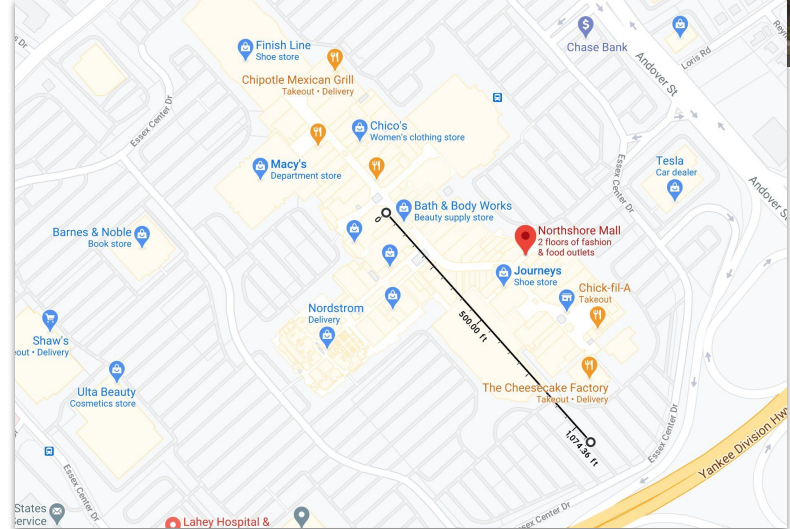 s Dr
Finish Line
Shoe store
Chase Bank
Loris Rd
Andover St
Chipotle Mexican Grill
Takeout • Delivery
Essex Center Dr
Chico's
Women's clothing store
Macy's
Department store
Essex Center Dr
Tesla
Car dealer
Andover S
Bath & Body Works
Beauty supply store
0
Barnes & Noble
Book store
Northshore Mall
2 floors of fashion
& food outlets
Journeys
Shoe store
Chick-fil-A
Takeout
Nordstrom
Delivery
500.00 ft
Shaw's
out • Delivery
Ulta Beauty
Cosmetics store
The Cheesecake Factory
Takeout • Delivery
1,074.36 ft
Essex Center Dr
Yankee Division Hw
Essex Center Dr
States
Service
Lahey Hospital &
sex Center Dr